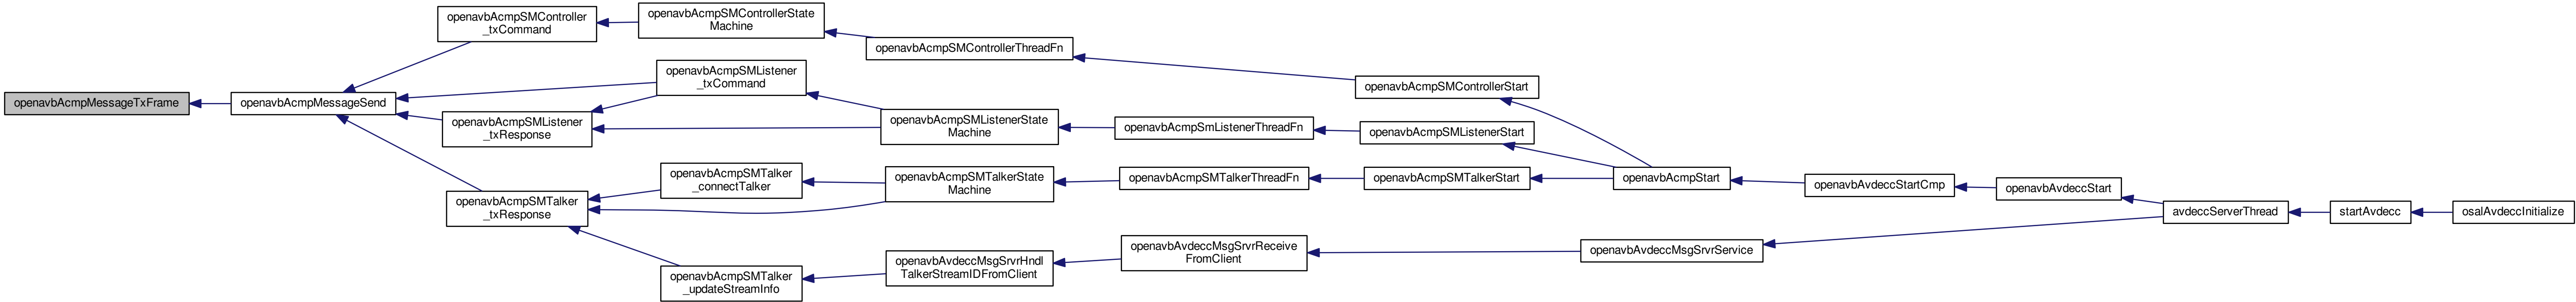 openavbAcmpMessageTxFrame
openavbAcmpMessageSend
openavbAcmpSMController
_txCommand
openavbAcmpSMControllerState
Machine
openavbAcmpSMControllerThreadFn
openavbAcmpSMControllerStart
openavbAcmpSMListener
_txCommand
openavbAcmpSMListener
_txResponse
openavbAcmpSMListenerState
Machine
openavbAcmpSmListenerThreadFn
openavbAcmpSMListenerStart
openavbAcmpSMTalker
_txResponse
openavbAcmpSMTalker
_connectTalker
openavbAcmpSMTalkerState
Machine
openavbAcmpSMTalkerThreadFn
openavbAcmpSMTalkerStart
openavbAcmpStart
openavbAvdeccStartCmp
openavbAvdeccStart
avdeccServerThread
startAvdecc
osalAvdeccInitialize
openavbAcmpSMTalker
_updateStreamInfo
openavbAvdeccMsgSrvrHndl
TalkerStreamIDFromClient
openavbAvdeccMsgSrvrReceive
FromClient
openavbAvdeccMsgSrvrService